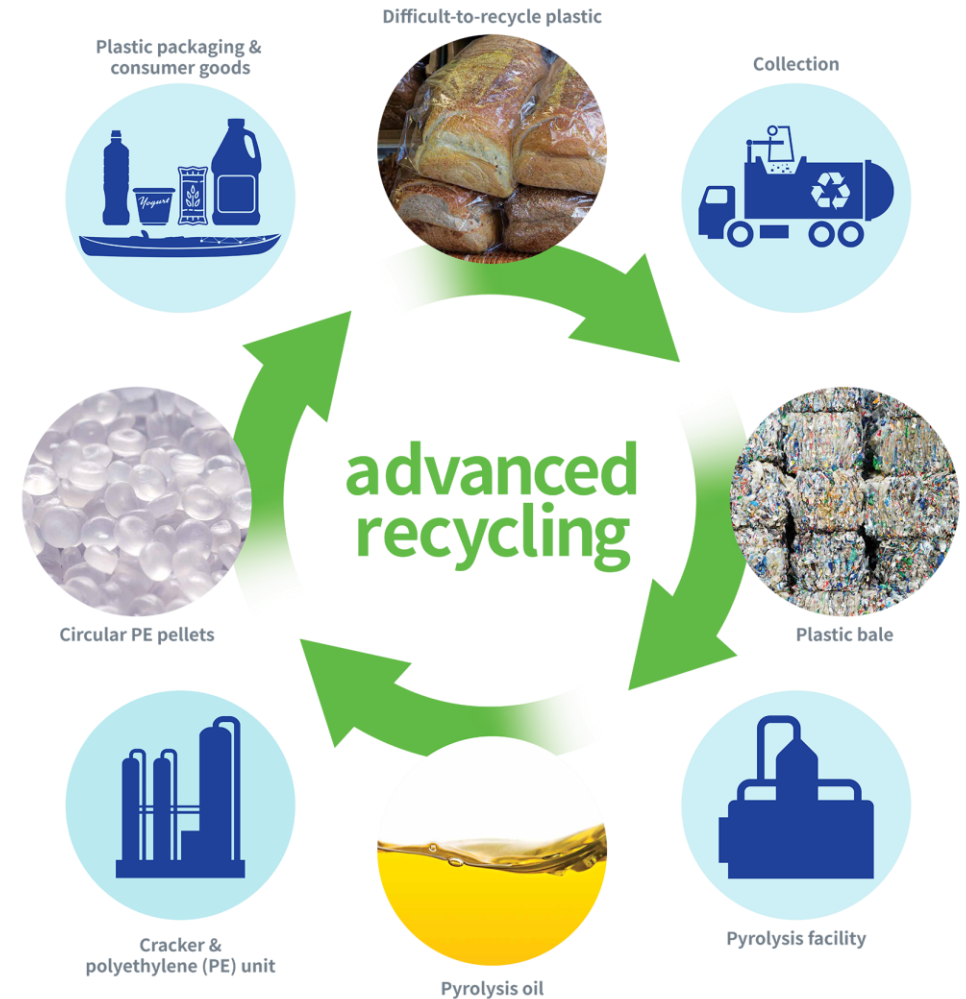 Difficult-to-recycle plastic
Plastic packaging &
consumer goods
Collection
Yogurt
advanced
recycling
Circular PE pellets
Plastic bale
Cracker &
polyethylene (PE) unit
Pyrolysis oil
Pyrolysis facility